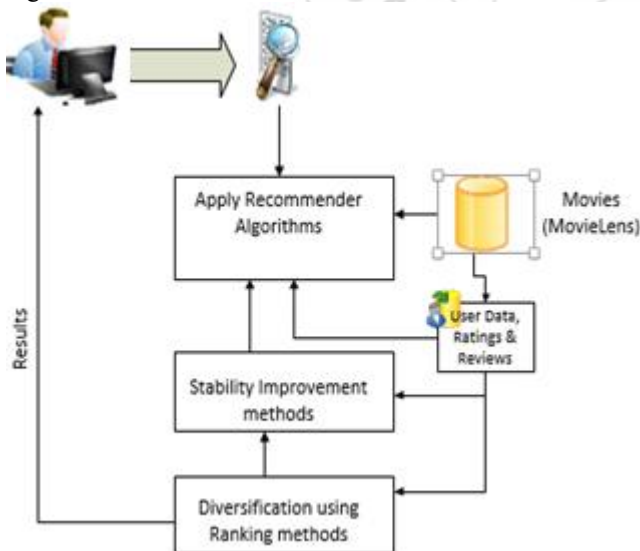 Apply Recommender
Algorithms
Movies
(MovieLens)
User Data,
Ratings &
Reviews
Results
Stability Improvement
methods
Diversification using
Ranking methods